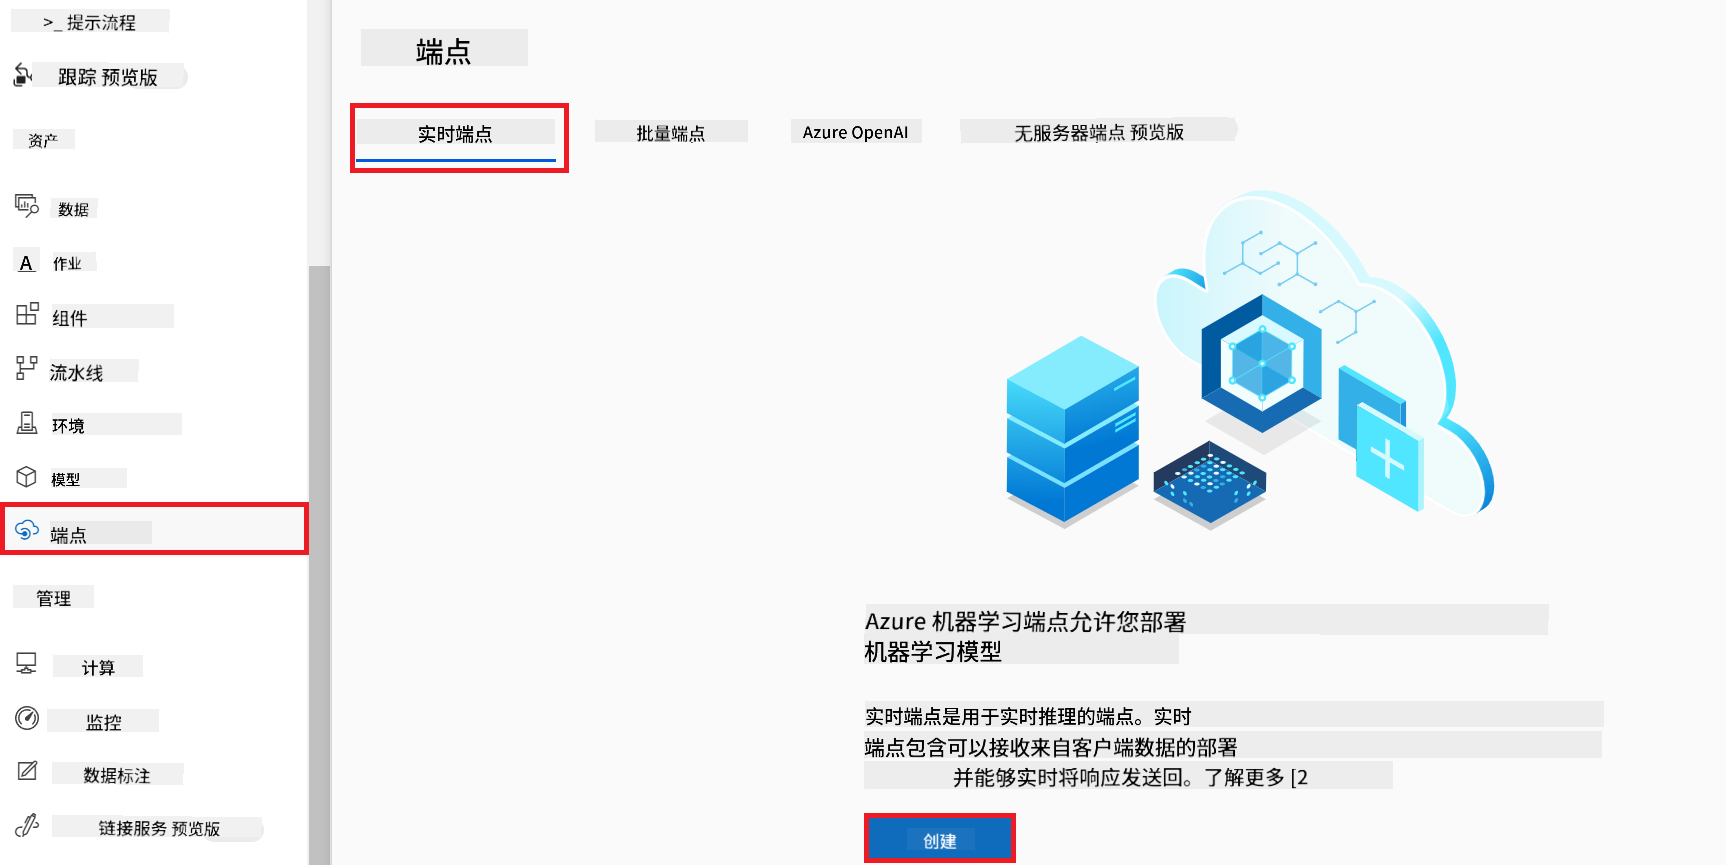 >_ 提示流程
跟踪 预览版
资产
数据
作业
组件
流水线
环境
模型
端点
管理
计算
监控
数据标注
链接服务 预览版
端点
实时端点
批量端点
Azure OpenAI
无服务器端点 预览版
Azure 机器学习端点允许您部署
机器学习模型
实时端点是用于实时推理的端点。实时
端点包含可以接收来自客户端数据的部署
并能够实时将响应发送回。了解更多 [2
创建